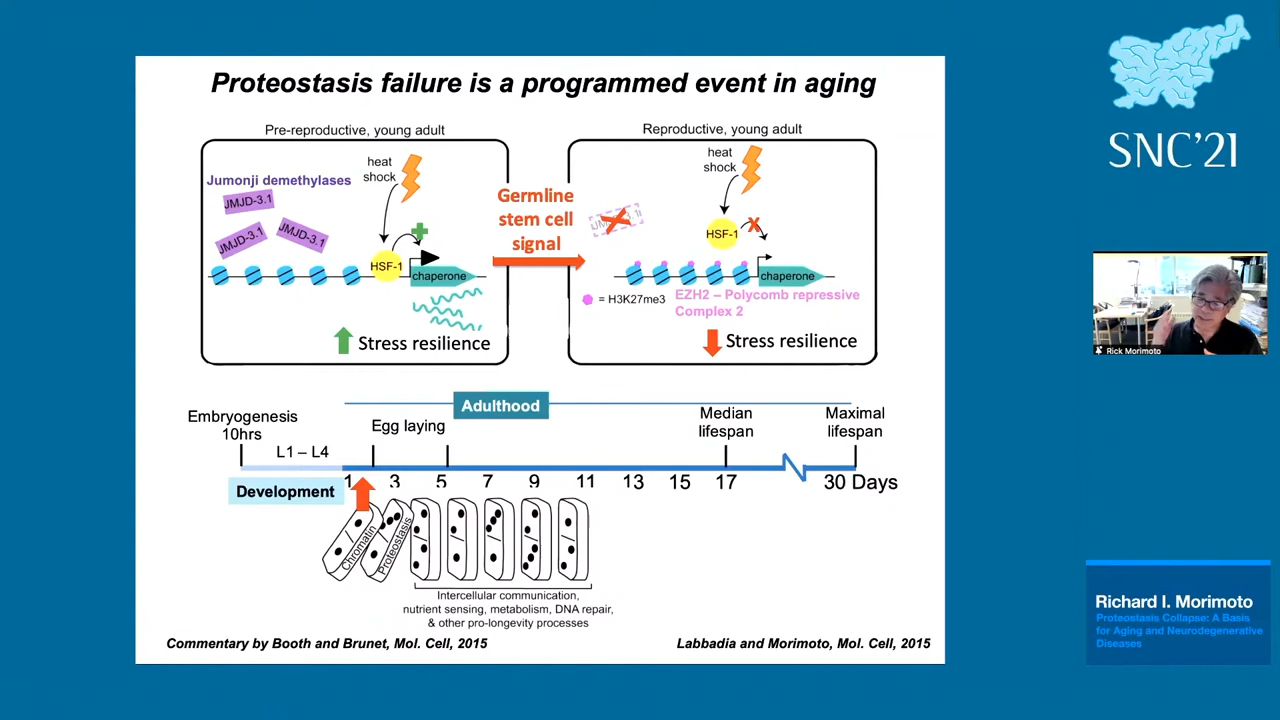 Proteostasis failure is a programmed event in aging
Pre-reproductive, young adult
Jumonji demethylases
JMJD-3.1
JMJD-3.1
JMJD-3.1
heat
shock
HSF-1
chaperone
Stress resilience
Germline
stem cell
signal
Reproductive, young adult
heat
shock
HSF-1
X
chaperone
= H3K27me3
EZH2 – Polycomb repressive
Complex 2
Stress resilience
Adulthood
Embryogenesis
10hrs
L1 – L4
Egg laying
Median
lifespan
Maximal
lifespan
Development
1 3 5 7 9 11 13 15 17 30 Days
Chromatin
Proteostasis
Intercellular communication,
nutrient sensing, metabolism, DNA repair,
& other pro-longevity processes
Commentary by Booth and Brunet, Mol. Cell, 2015
Labbadia and Morimoto, Mol. Cell, 2015
SNC'21
Rick Morimoto
Richard I. Morimoto
Proteostasis Collapse: A Basis
for Aging and Neurodegenerative
Diseases